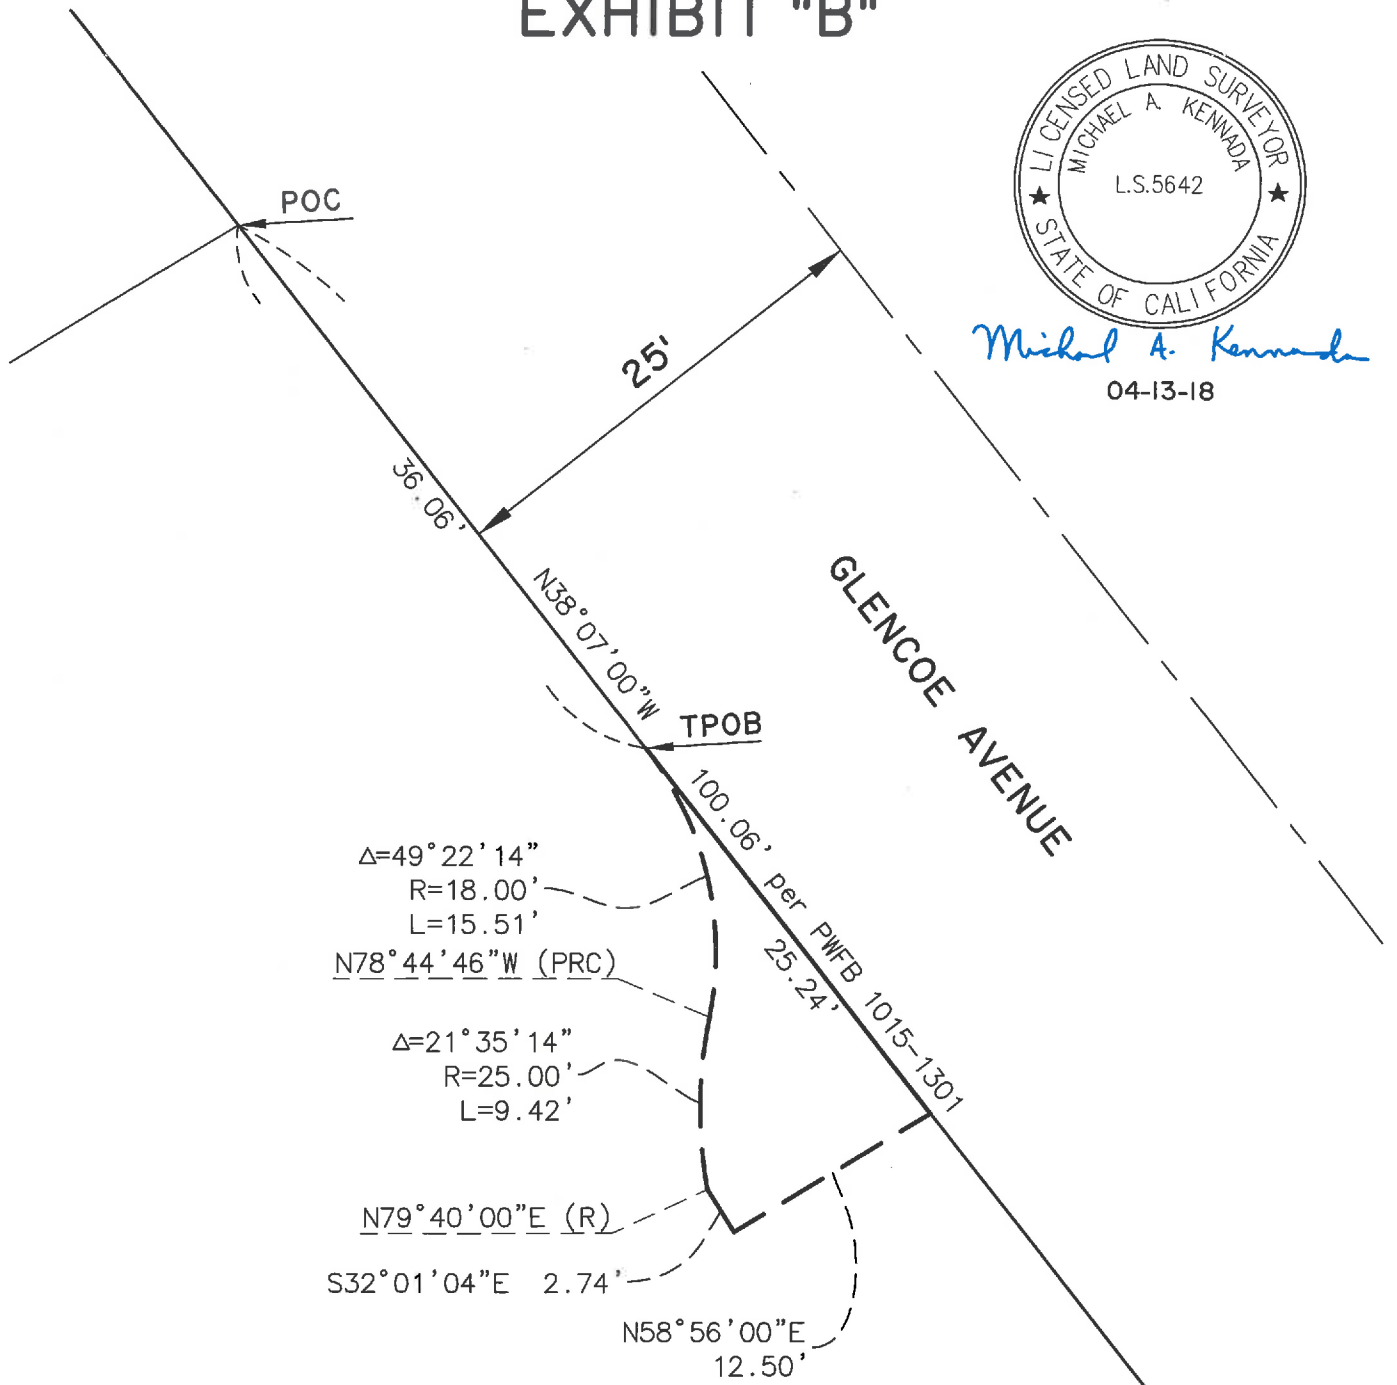 EXHIBIT "B"
LICENSED LAND SURVEYOR
MICHAEL A. KENNADA
L.S.5642
STATE OF CALIFORNIA
Michael A. Kennada
04-13-18
POC
25'
36.06'
N38°07'00"W
GLENCOE AVENUE
TPOB
100.06' per PWFB 1015-1301
25.24'
Δ=49°22'14"
R=18.00'
L=15.51'
N78°44'46"W (PRC)
Δ=21°35'14"
R=25.00'
L=9.42'
N79°40'00"E (R)
S32°01'04"E 2.74'
N58°56'00"E
12.50'